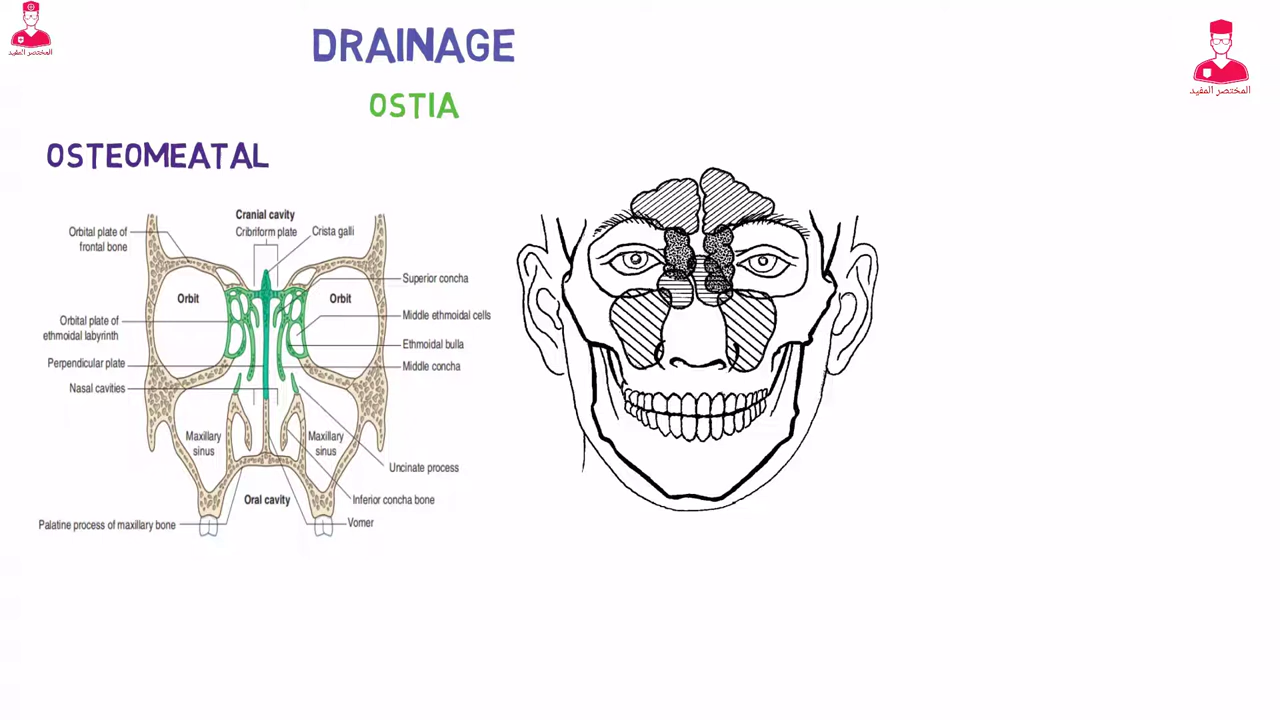 المختصر المفيد
DRAINAGE
المختصر المفيد
OSTIA
OSTEOMEATAL
Cranial cavity
Orbital plate of
frontal bone
Cribriform plate
Crista galli
Superior concha
Orbit
Orbit
Orbital plate of
ethmoidal labyrinth
Middle ethmoidal cells
Ethmoidal bulla
Perpendicular plate
Middle concha
Nasal cavities
Maxillary
sinus
Maxillary
sinus
Uncinate process
Oral cavity
Inferior concha bone
Palatine process of maxillary bone
Vomer